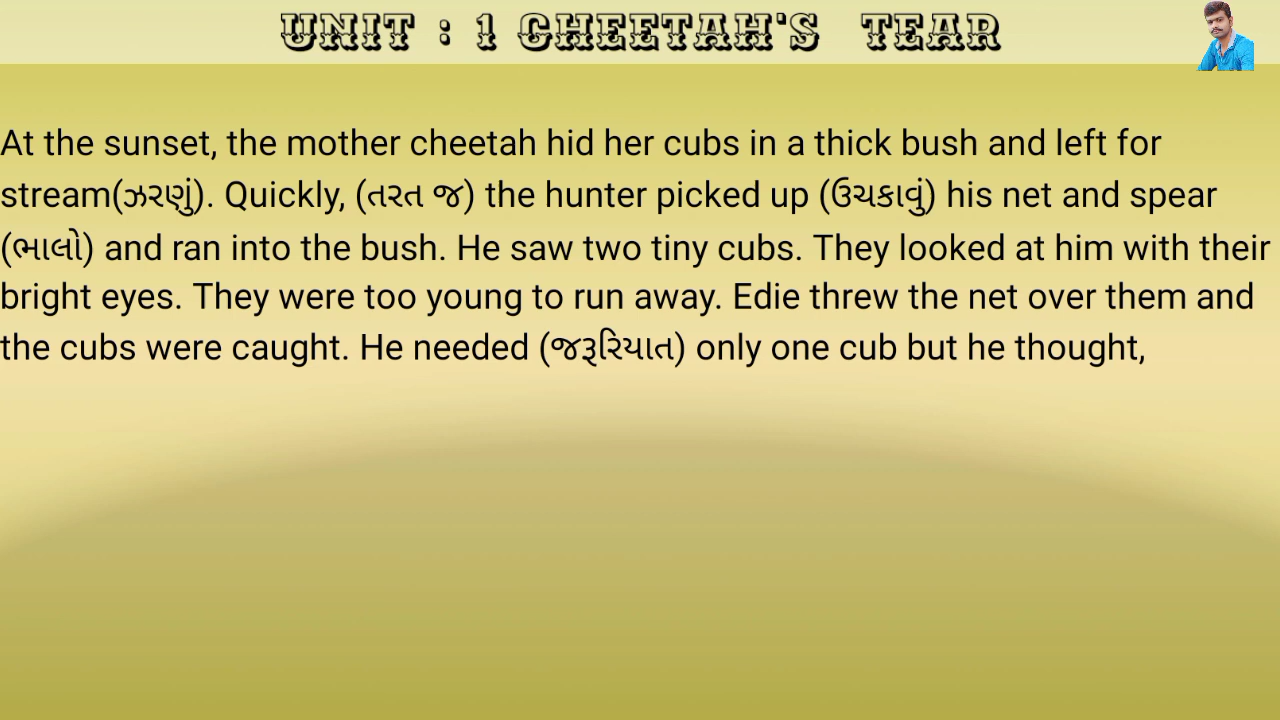 UNIT : 1 CHEETAH'S TEAR
At the sunset, the mother cheetah hid her cubs in a thick bush and left for
stream(ઝરણું). Quickly, (તરત જ) the hunter picked up (ઉચકાવું) his net and spear
(ભાલો) and ran into the bush. He saw two tiny cubs. They looked at him with their
bright eyes. They were too young to run away. Edie threw the net over them and
the cubs were caught. He needed (જરૂરિયાત) only one cub but he thought,